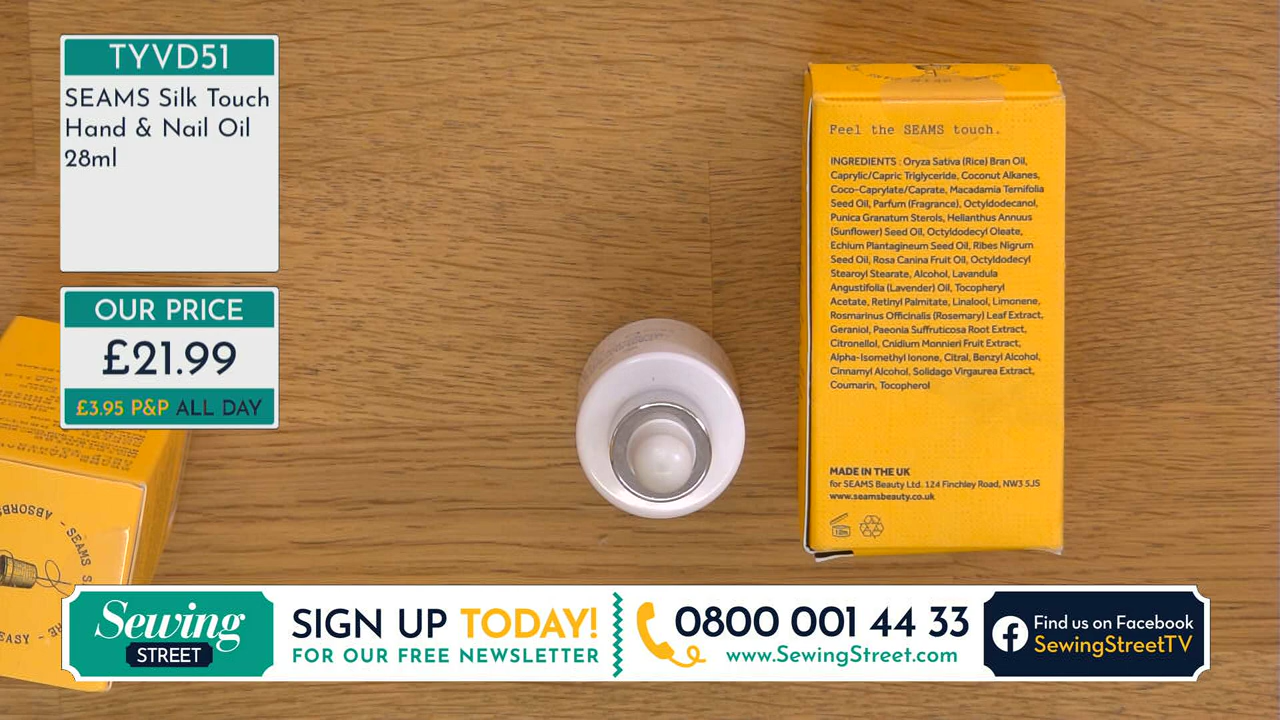 TYVD51
SEAMS Silk Touch
Hand & Nail Oil
28ml
OUR PRICE
£21.99
£3.95 P&P ALL DAY
Feel the SEAMS touch.
INGREDIENTS : Oryza Sativa (Rice) Bran Oil,
Caprylic/Capric Triglyceride, Coconut Alkanes,
Coco-Caprylate/Caprate, Macadamia Ternifolia
Seed Oil, Parfum (Fragrance), Octyldodecanol,
Punica Granatum Sterols, Helianthus Annuus
(Sunflower) Seed Oil, Octyldodecyl Oleate,
Echium Plantagineum Seed Oil, Ribes Nigrum
Seed Oil, Rosa Canina Fruit Oil, Octyldodecyl
Stearoyl Stearate, Alcohol, Lavandula
Angustifolia (Lavender) Oil, Tocopheryl
Acetate, Retinyl Palmitate, Linalool, Limonene,
Rosmarinus Officinalis (Rosemary) Leaf Extract,
Geraniol, Paeonia Suffruticosa Root Extract,
Citronellol, Cnidium Monnieri Fruit Extract,
Alpha-Isomethyl Ionone, Citral, Benzyl Alcohol,
Cinnamyl Alcohol, Solidago Virgaurea Extract,
Coumarin, Tocopherol
MADE IN THE UK
for SEAMS Beauty Ltd. 124 Finchley Road, NW3 5JS
www.seamsbeauty.co.uk
12m
ABSORBS
- SEAMS
EASY -
Sewing
STREET
SIGN UP TODAY!
FOR OUR FREE NEWSLETTER
0800 001 44 33
www.SewingStreet.com
Find us on Facebook
SewingStreetTV